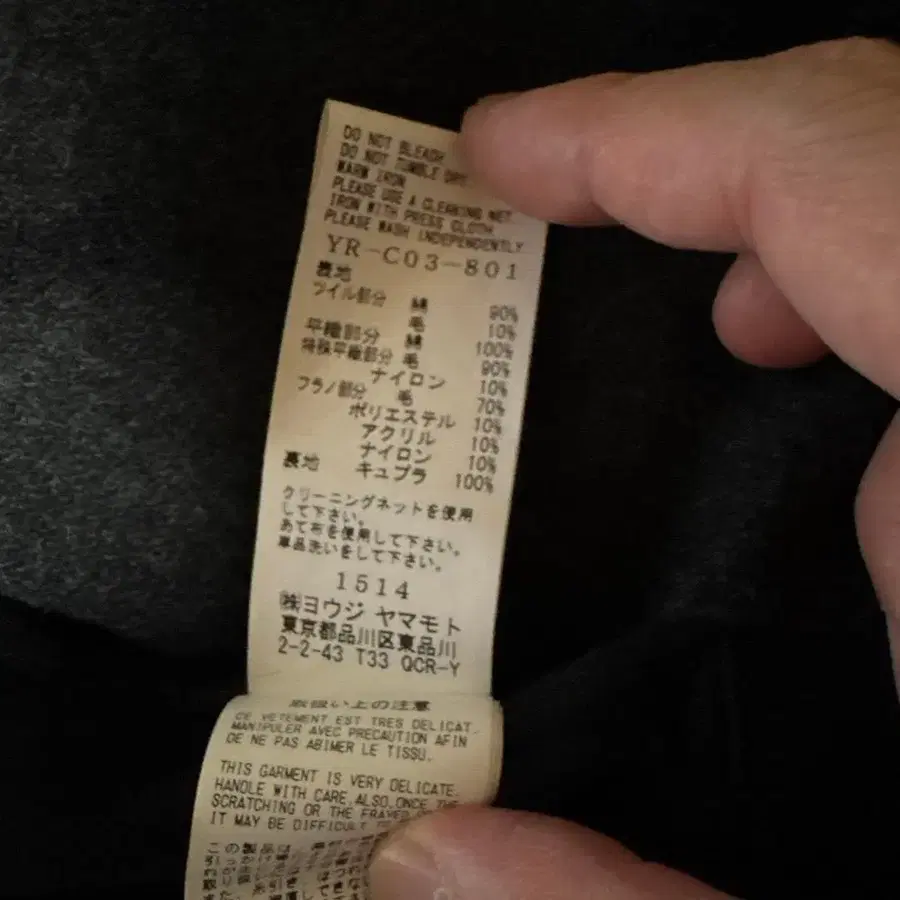 DO NOT BLEACH
DO NOT TUMBLE DRY
WARM IRON
PLEASE USE A CLEANING NET
IRON WITH PRESS CLOTH
PLEASE WASH INDEPENDENTLY
YR-C03-801
表地
ツイル部分 綿 90%
毛 10%
平織部分 綿 100%
特殊平織部分 毛 90%
ナイロン 10%
フラノ部分 毛 70%
ポリエステル 10%
アクリル 10%
ナイロン 10%
裏地 キュプラ 100%
クリーニングネットを使用
して下さい。
あて布を使用して下さい。
単品洗いをして下さい。
1514
㈱ヨウジ ヤマモト
東京都品川区東品川
2-2-43 T33 QCR-Y
取扱い上の注意
CE VETEMENT EST TRES DELICAT.
MANIPULER AVEC PRECAUTION AFIN
DE NE PAS ABIMER LE TISSU.
THIS GARMENT IS VERY DELICATE.
HANDLE WITH CARE.ALSO,ONCE THE
SCRATCHING OR THE FRAYED
IT MAY BE DIFFICULT
この製品は